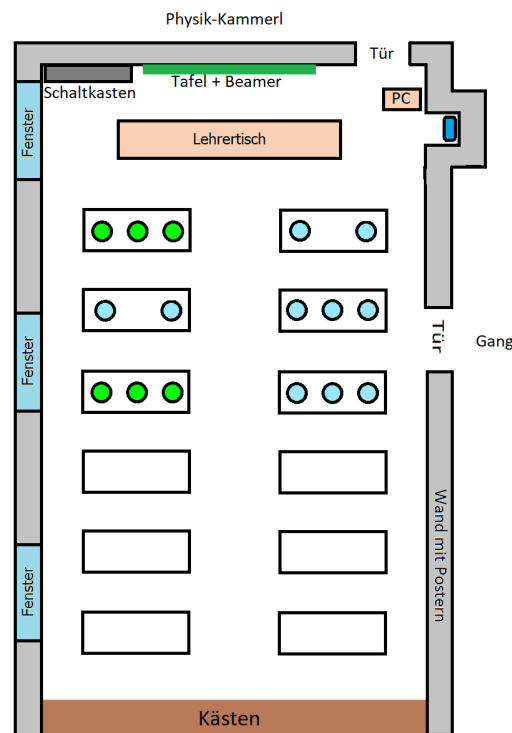 Physik-Kammerl
Tür
Schaltkasten
Tafel + Beamer
PC
Fenster
Lehrertisch
Fenster
Tür
Gang
Wand mit Postern
Fenster
Kästen